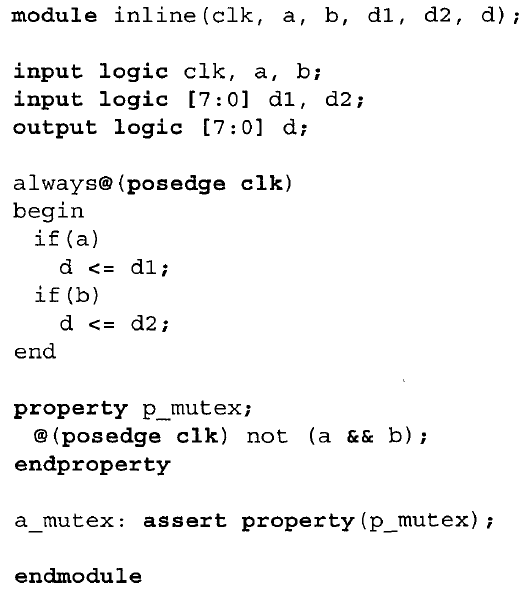 module inline(clk, a, b, d1, d2, d);

input logic clk, a, b;
input logic [7:0] d1, d2;
output logic [7:0] d;

always@(posedge clk)
begin
  if(a)
    d <= d1;
  if(b)
    d <= d2;
end

property p_mutex;
  @(posedge clk) not (a && b);
endproperty

a_mutex: assert property(p_mutex);

endmodule